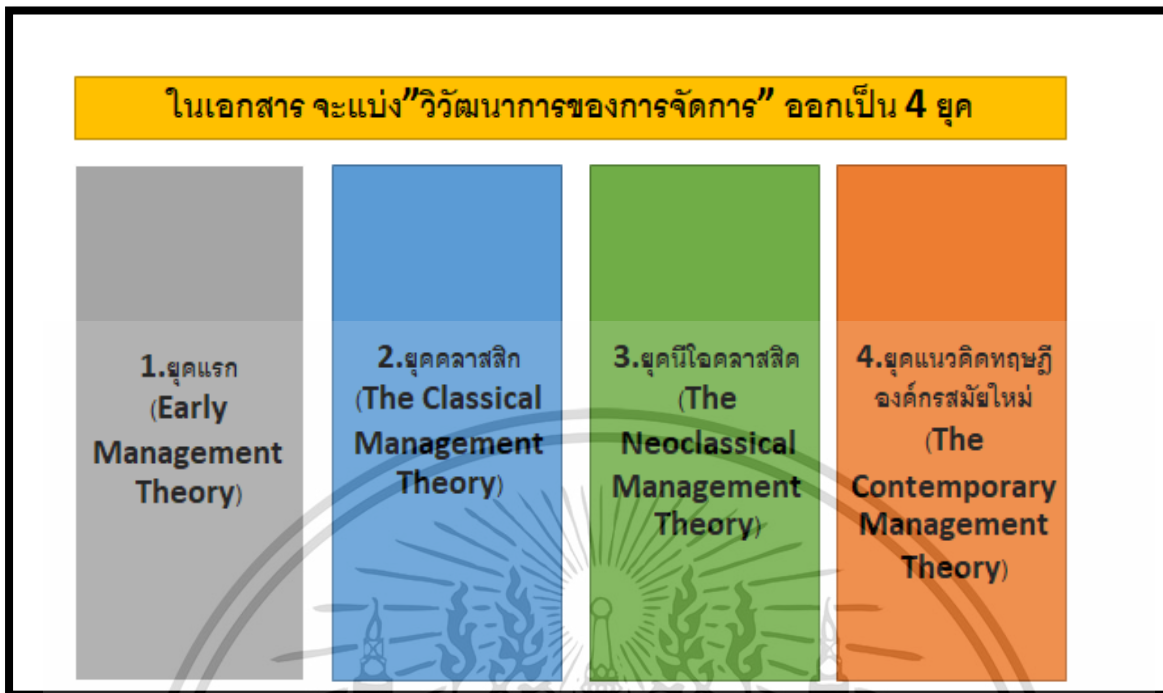 ในเอกสาร จะแบ่ง”วิวัฒนาการของการจัดการ” ออกเป็น 4 ยุค
1.ยุคแรก
(Early
Management
Theory)
2.ยุคคลาสสิก
(The Classical
Management
Theory)
3.ยุคนีโอคลาสสิค
(The
Neoclassical
Management
Theory)
4.ยุคแนวคิดทฤษฎี
องค์กรสมัยใหม่
(The
Contemporary
Management
Theory)